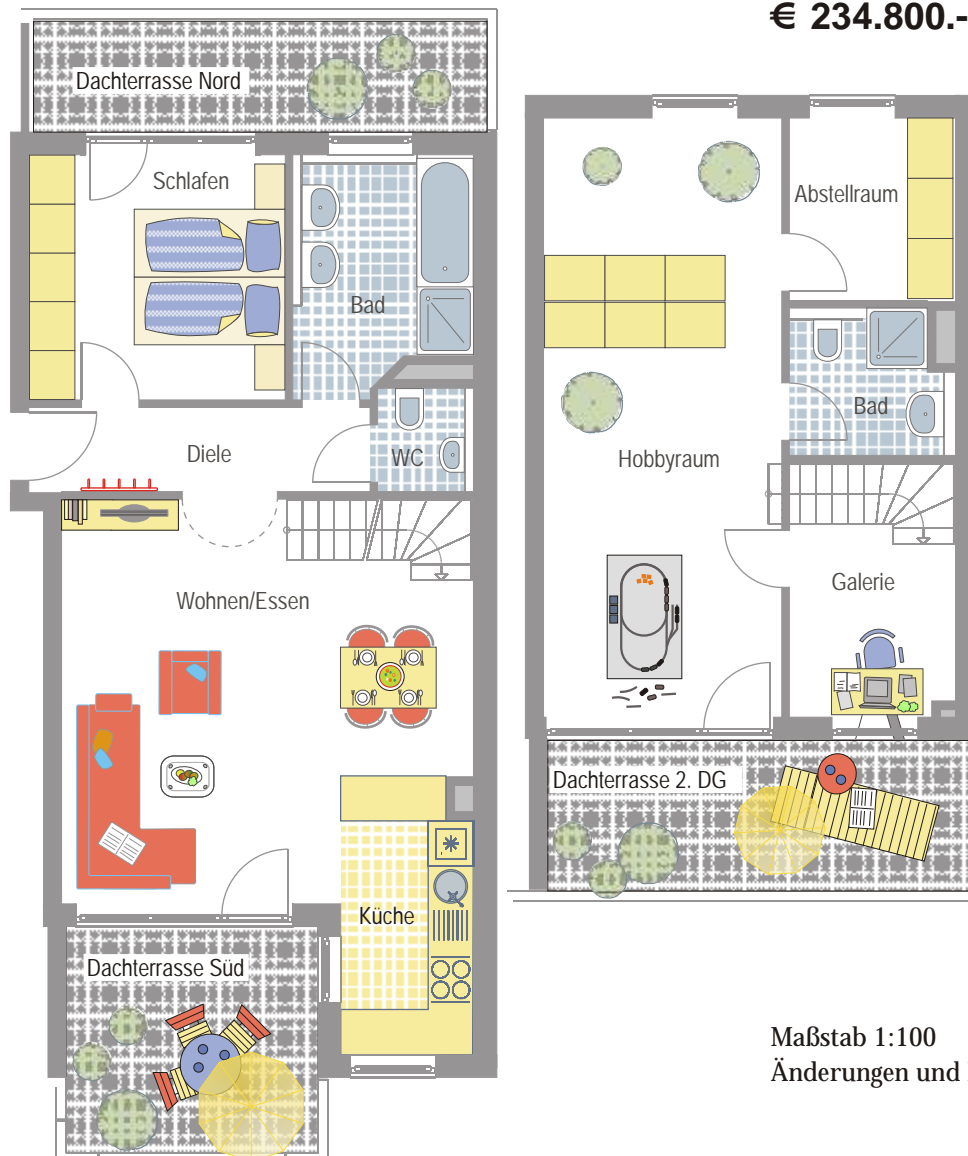 € 234.800.-
Dachterrasse Nord
Schlafen
Bad
Diele
WC
Wohnen/Essen
Küche
Dachterrasse Süd
Abstellraum
Bad
Hobbyraum
Galerie
Dachterrasse 2. DG
Maßstab 1:100
Änderungen und